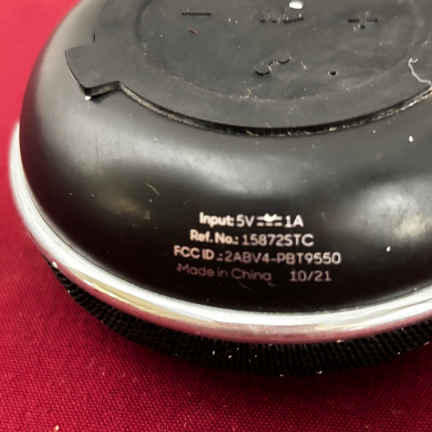 Input: 5V ⎓ 1A
Ref. No.: 15872STC
FCC ID.: 2ABV4-PBT9550
Made in China 10/21